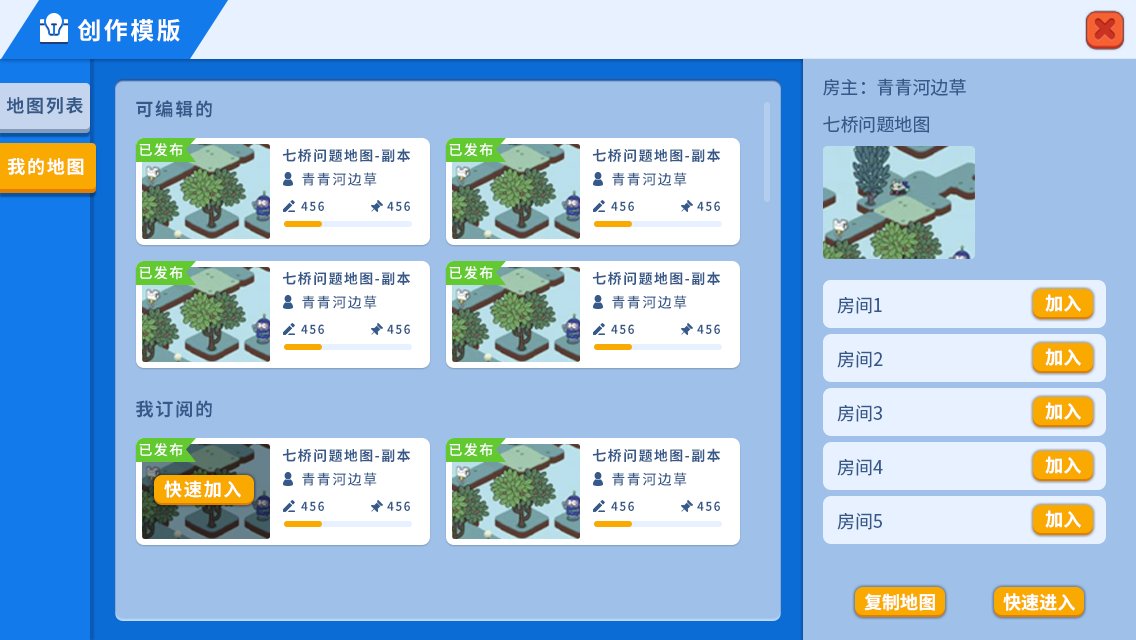 创作模版
地图列表
我的地图
可编辑的
已发布
七桥问题地图-副本
青青河边草
456 456
已发布
七桥问题地图-副本
青青河边草
456 456
已发布
七桥问题地图-副本
青青河边草
456 456
已发布
七桥问题地图-副本
青青河边草
456 456
我订阅的
已发布
快速加入
七桥问题地图-副本
青青河边草
456 456
已发布
七桥问题地图-副本
青青河边草
456 456
房主：青青河边草
七桥问题地图
房间1 加入
房间2 加入
房间3 加入
房间4 加入
房间5 加入
复制地图 快速进入